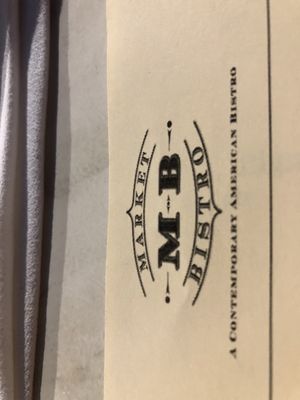 MARKET
M B
BISTRO
A CONTEMPORARY AMERICAN BISTRO